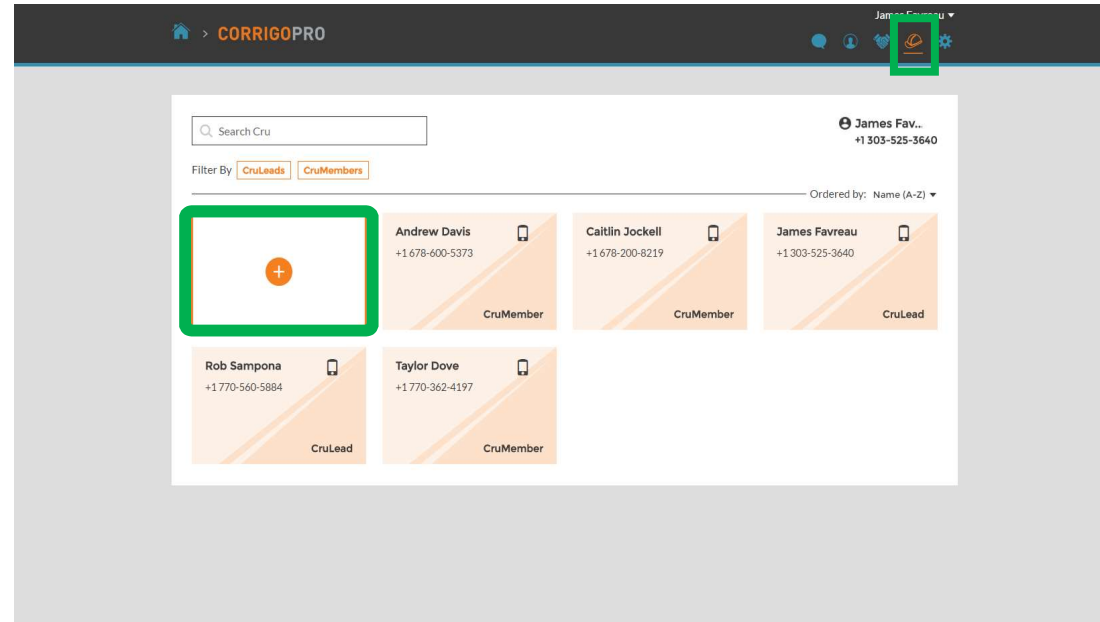 James Favreau
> CORRIGOPRO
Search Cru
James Fav...
+1 303-525-3640
Filter By CruLeads CruMembers
Ordered by: Name (A-Z)
Andrew Davis
+1 678-600-5373
CruMember
Caitlin Jockell
+1 678-200-8219
CruMember
James Favreau
+1 303-525-3640
CruLead
Rob Sampona
+1 770-560-5884
CruLead
Taylor Dove
+1 770-362-4197
CruMember